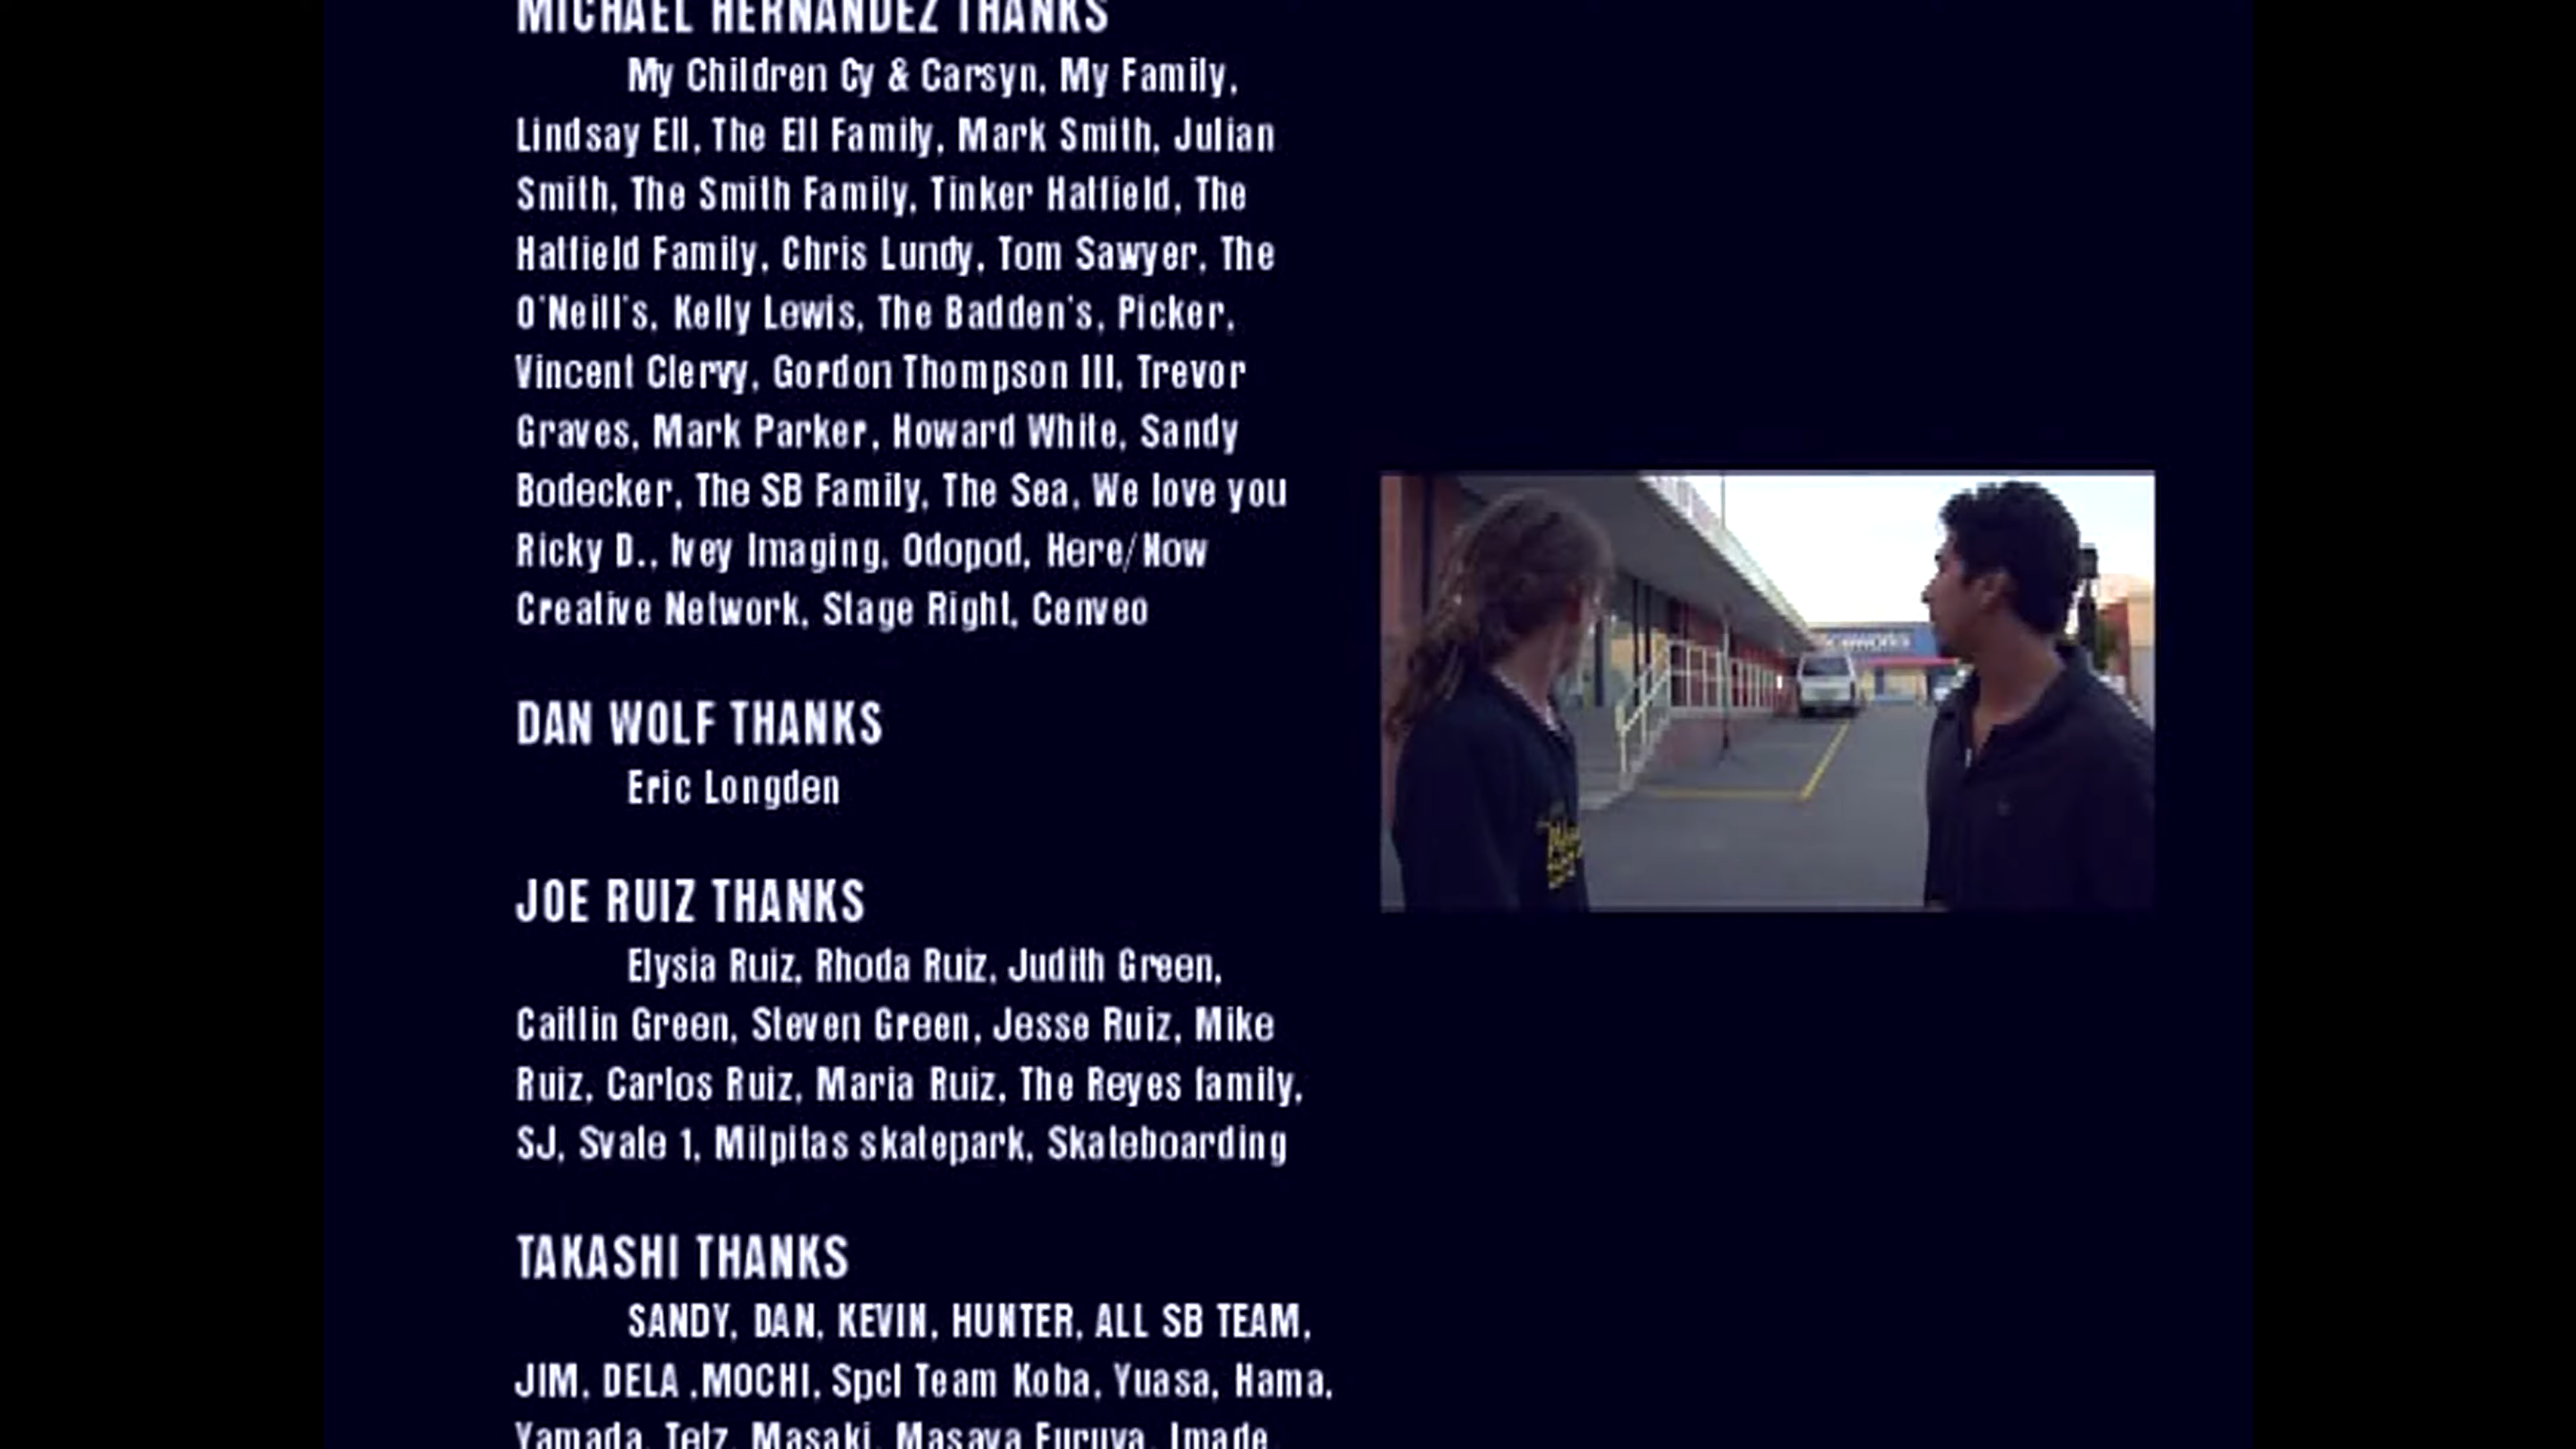 MICHAEL HERNANDEZ THANKS
My Children Cy & Carsyn, My Family,
Lindsay Ell, The Ell Family, Mark Smith, Julian
Smith, The Smith Family, Tinker Hatfield, The
Hatfield Family, Chris Lundy, Tom Sawyer, The
O'Neill's, Kelly Lewis, The Badden's, Picker,
Vincent Clervy, Gordon Thompson III, Trevor
Graves, Mark Parker, Howard White, Sandy
Bodecker, The SB Family, The Sea, We love you
Ricky D., Ivey Imaging, Odopod, Here/Now
Creative Network, Stage Right, Cenveo
DAN WOLF THANKS
Eric Longden
JOE RUIZ THANKS
Elysia Ruiz, Rhoda Ruiz, Judith Green,
Caitlin Green, Steven Green, Jesse Ruiz, Mike
Ruiz, Carlos Ruiz, Maria Ruiz, The Reyes family,
SJ, Svale 1, Milpitas skatepark, Skateboarding
TAKASHI THANKS
SANDY, DAN, KEVIN, HUNTER, ALL SB TEAM,
JIM, DELA ,MOCHI, Spcl Team Koba, Yuasa, Hama,
Yamada, Telz, Masaki, Masaya Furuya, Imade,